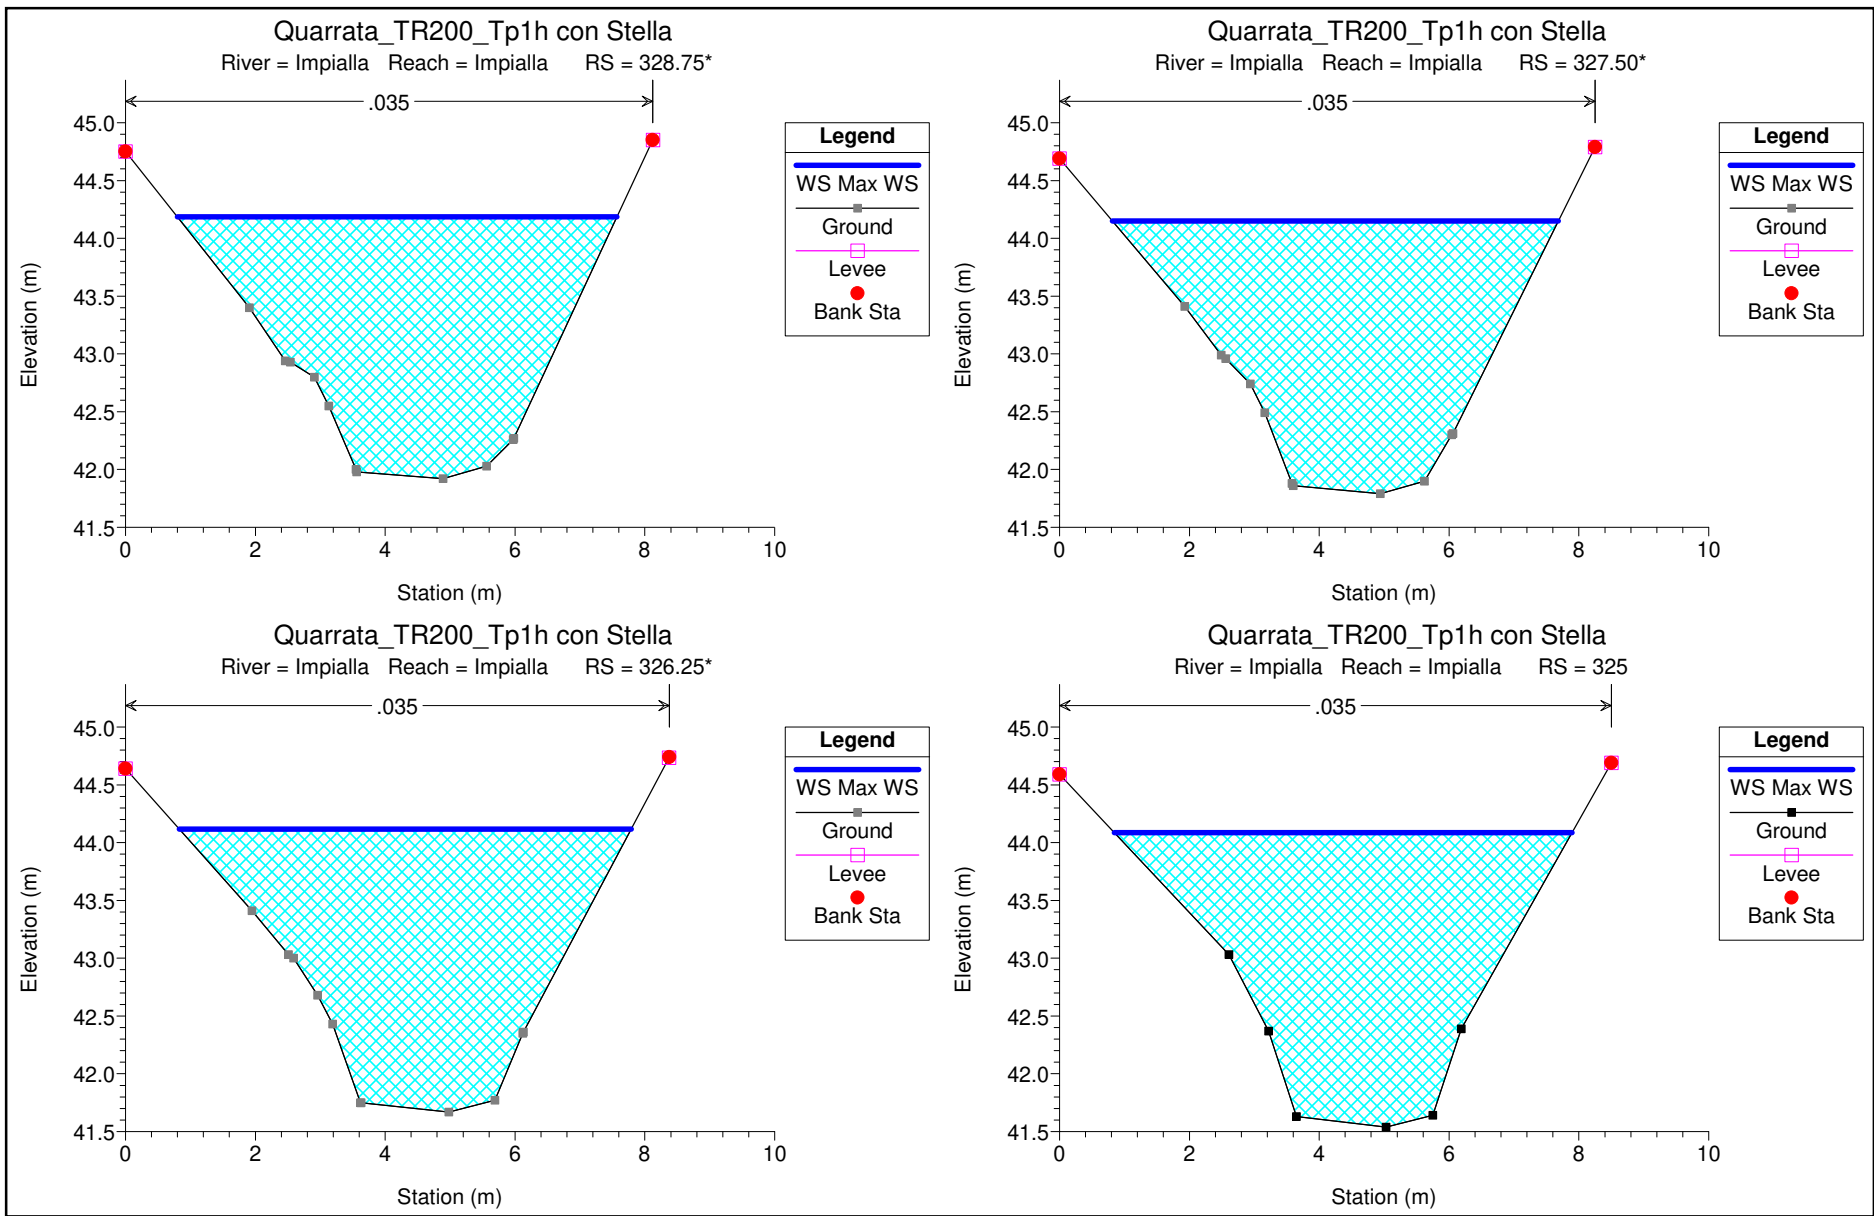 Quarrata_TR200_Tp1h con Stella
River = Impialla   Reach = Impialla      RS = 328.75*
.035
45.0
44.5
44.0
43.5
43.0
42.5
42.0
41.5
0 2 4 6 8 10
Station (m)
Elevation (m)
Legend
WS Max WS
Ground
Levee
Bank Sta
Quarrata_TR200_Tp1h con Stella
River = Impialla   Reach = Impialla      RS = 327.50*
.035
45.0
44.5
44.0
43.5
43.0
42.5
42.0
41.5
0 2 4 6 8 10
Station (m)
Elevation (m)
Legend
WS Max WS
Ground
Levee
Bank Sta
Quarrata_TR200_Tp1h con Stella
River = Impialla   Reach = Impialla      RS = 326.25*
.035
45.0
44.5
44.0
43.5
43.0
42.5
42.0
41.5
0 2 4 6 8 10
Station (m)
Elevation (m)
Legend
WS Max WS
Ground
Levee
Bank Sta
Quarrata_TR200_Tp1h con Stella
River = Impialla   Reach = Impialla      RS = 325
.035
45.0
44.5
44.0
43.5
43.0
42.5
42.0
41.5
0 2 4 6 8 10
Station (m)
Elevation (m)
Legend
WS Max WS
Ground
Levee
Bank Sta